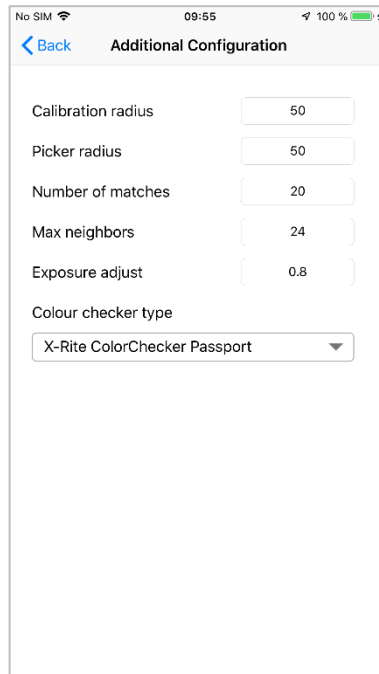 No SIM 09:55 100 %
Back Additional Configuration
Calibration radius 50
Picker radius 50
Number of matches 20
Max neighbors 24
Exposure adjust 0.8
Colour checker type
X-Rite ColorChecker Passport